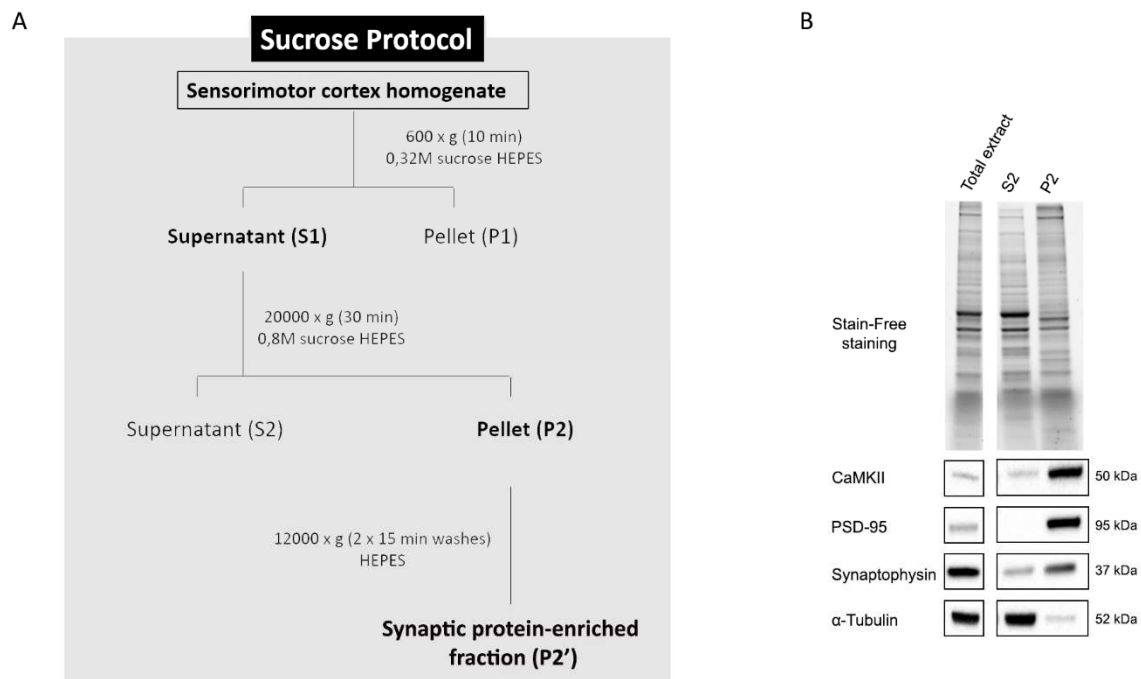 A
Sucrose Protocol
Sensorimotor cortex homogenate
600 x g (10 min)
0,32M sucrose HEPES
Supernatant (S1)
Pellet (P1)
20000 x g (30 min)
0,8M sucrose HEPES
Supernatant (S2)
Pellet (P2)
12000 x g (2 x 15 min washes)
HEPES
Synaptic protein-enriched
fraction (P2')
B
Total extract
S2
P2
Stain-Free
staining
CaMKII
50 kDa
PSD-95
95 kDa
Synaptophysin
37 kDa
α-Tubulin
52 kDa